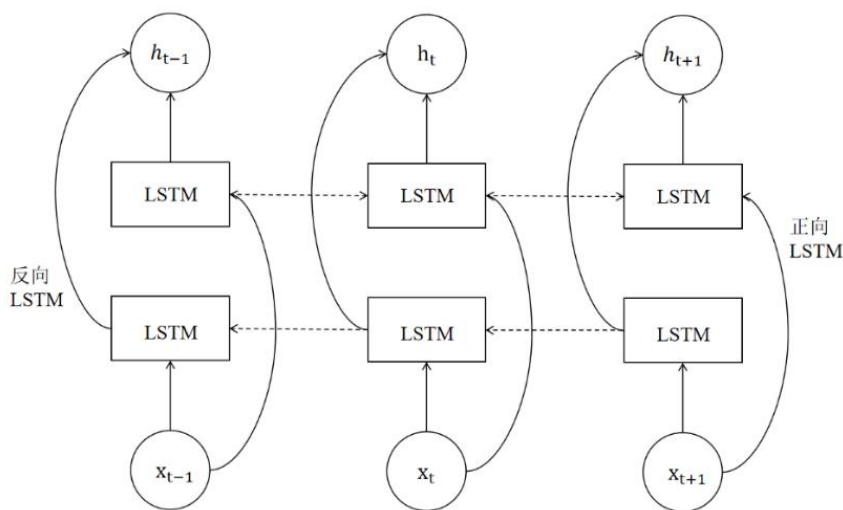 h_{t-1}
h_t
h_{t+1}
LSTM
LSTM
LSTM
反向
LSTM
正向
LSTM
LSTM
LSTM
LSTM
x_{t-1}
x_t
x_{t+1}